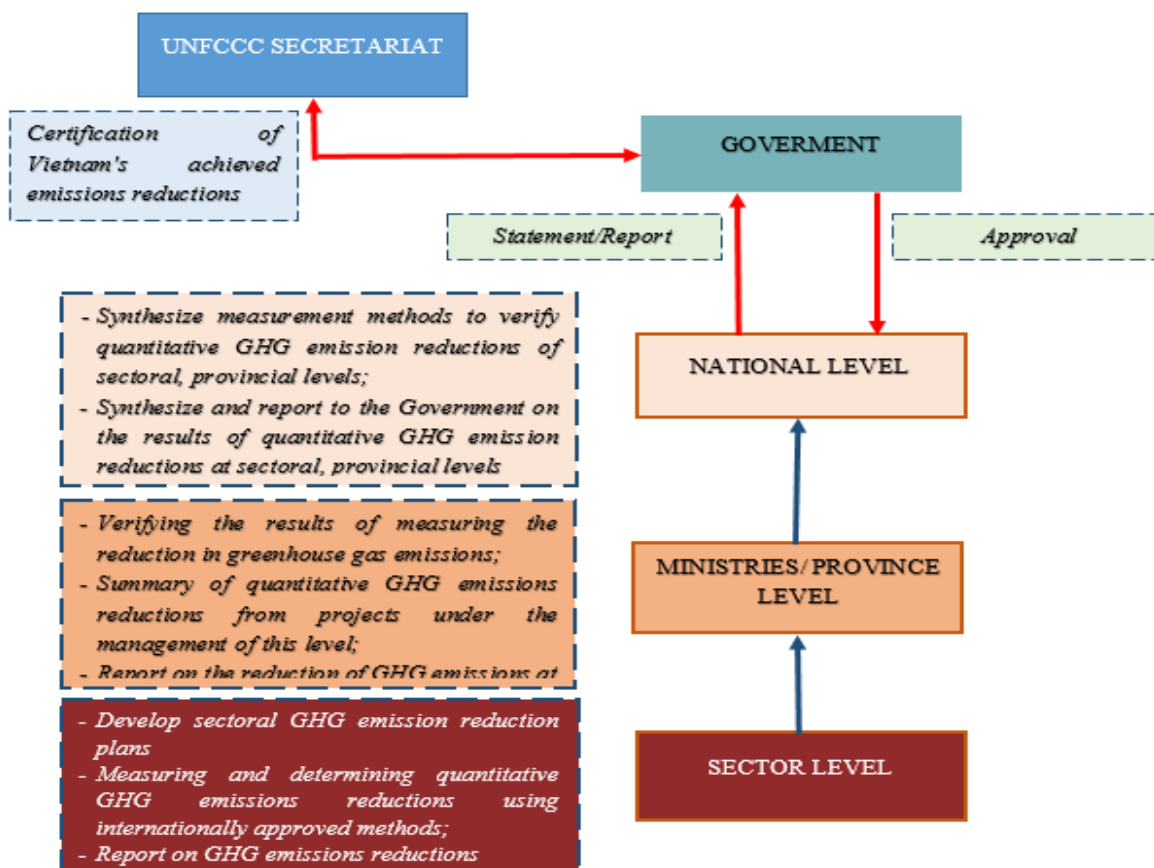 UNFCCC SECRETARIAT
Certification of
Vietnam's achieved
emissions reductions
GOVERMENT
Statement/Report
Approval
- Synthesize measurement methods to verify
quantitative GHG emission reductions of
sectoral, provincial levels;
- Synthesize and report to the Government on
the results of quantitative GHG emission
reductions at sectoral, provincial levels
NATIONAL LEVEL
- Verifying the results of measuring the
reduction in greenhouse gas emissions;
- Summary of quantitative GHG emissions
reductions from projects under the
management of this level;
- Report on the reduction of GHG emissions at
MINISTRIES/ PROVINCE
LEVEL
- Develop sectoral GHG emission reduction
plans
- Measuring and determining quantitative
GHG emissions reductions using
internationally approved methods;
- Report on GHG emissions reductions
SECTOR LEVEL